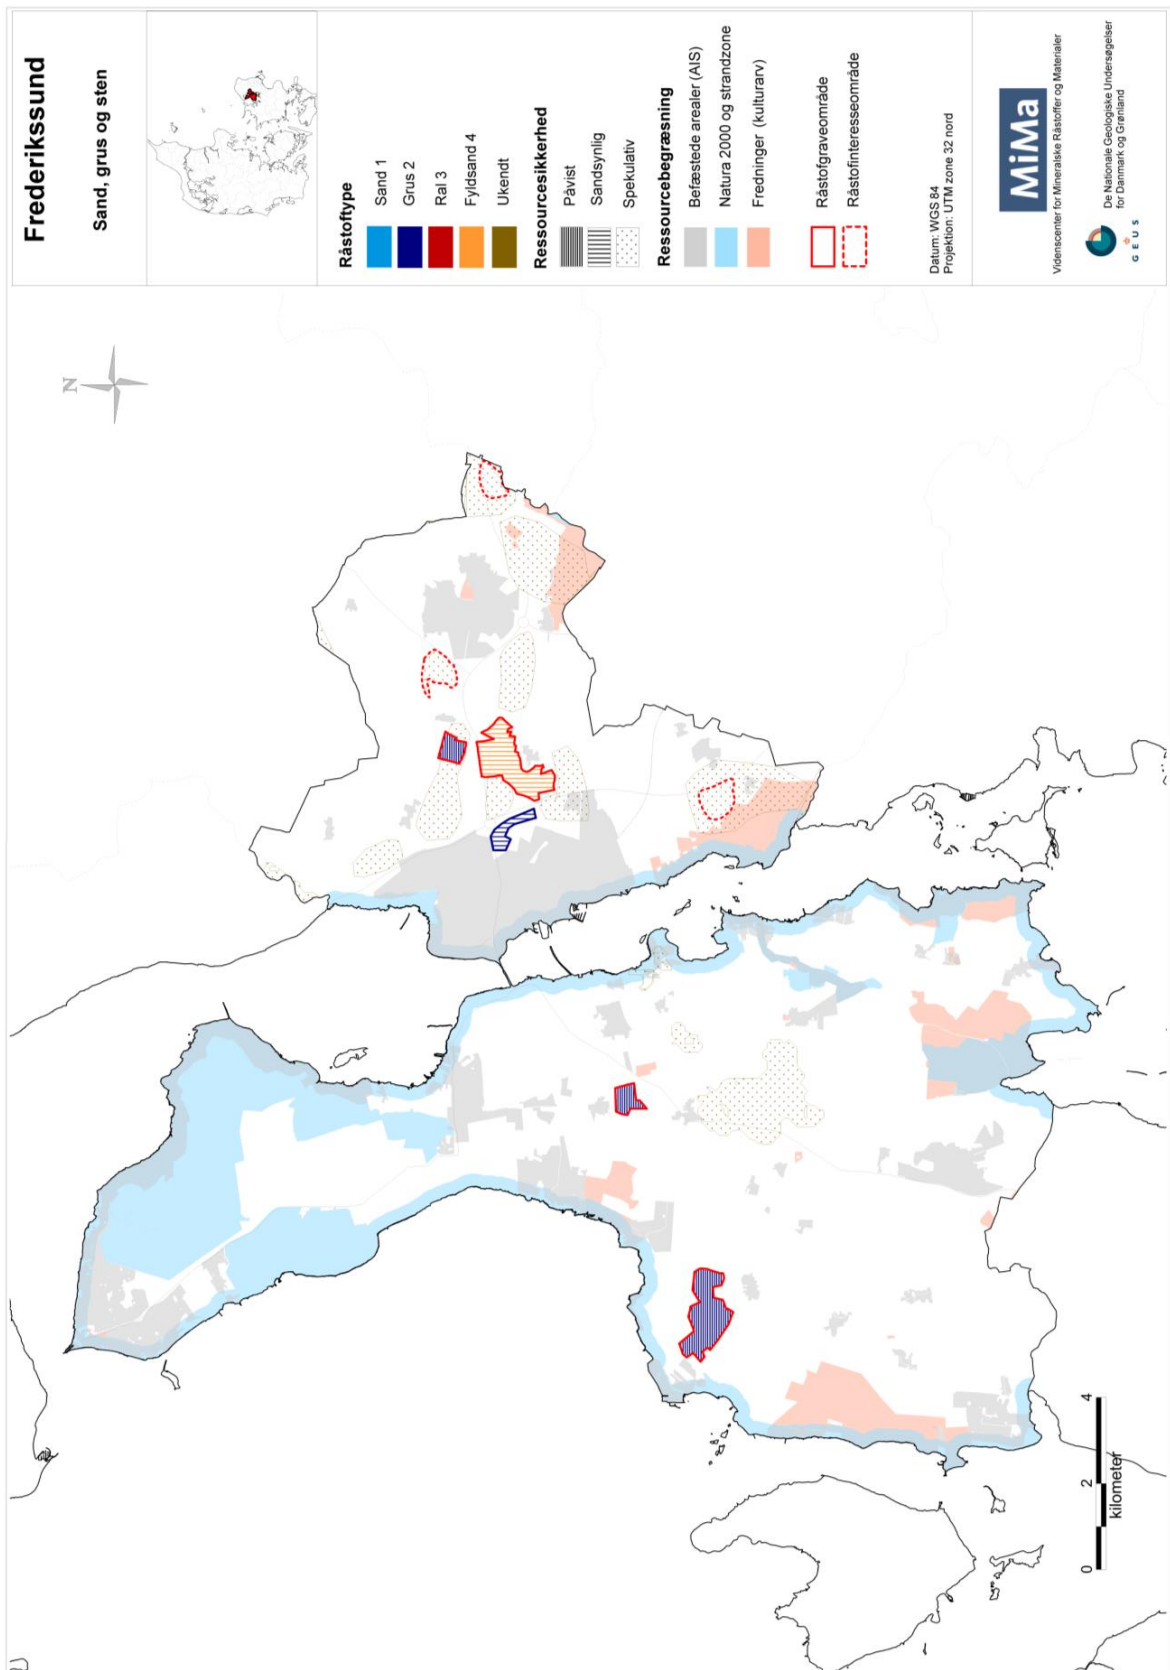 Frederikssund
Sand, grus og sten
Råstoftype
Sand 1
Grus 2
Ral 3
Fyldsand 4
Ukendt
Ressourcesikkerhed
Påvist
Sandsynlig
Spekulativ
Ressourcebegræsning
Befæstede arealer (AIS)
Natura 2000 og strandzone
Fredninger (kulturarv)
Råstofgraveområde
Råstofinteresseområde
Datum: WGS 84
Projektion: UTM zone 32 nord
MiMa
Videnscenter for Mineralske Råstoffer og Materialer
De Nationale Geologiske Undersøgelser
for Danmark og Grønland
G E U S
N
0 2 4
kilometer